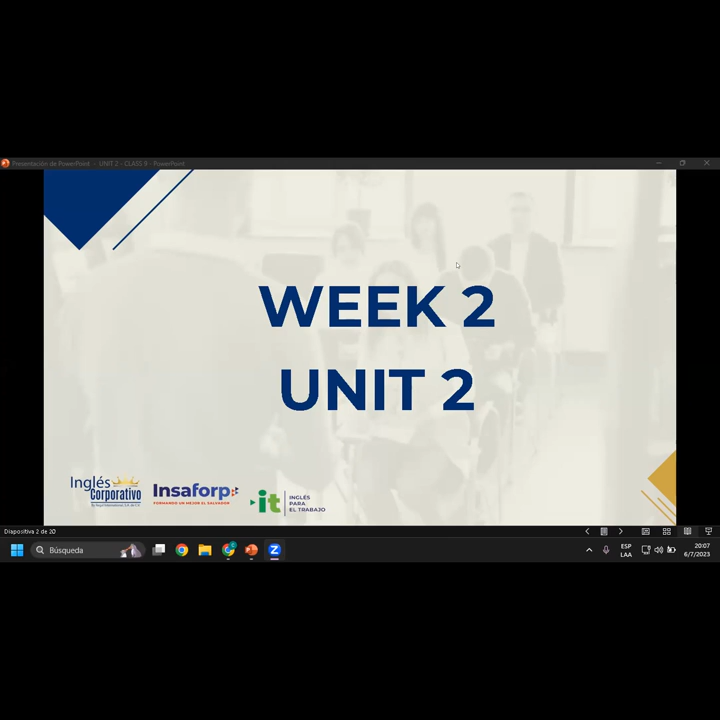 Presentación de PowerPoint - UNIT 2 - CLASS 9 - PowerPoint
WEEK 2
UNIT 2
Inglés
Corporativo
Insaforp
FORMANDO UN MEJOR EL SALVADOR
it
INGLÉS
PARA
EL TRABAJO
Diapositiva 2 de 20
Búsqueda
ESP
LAA
20:07
6/7/2023